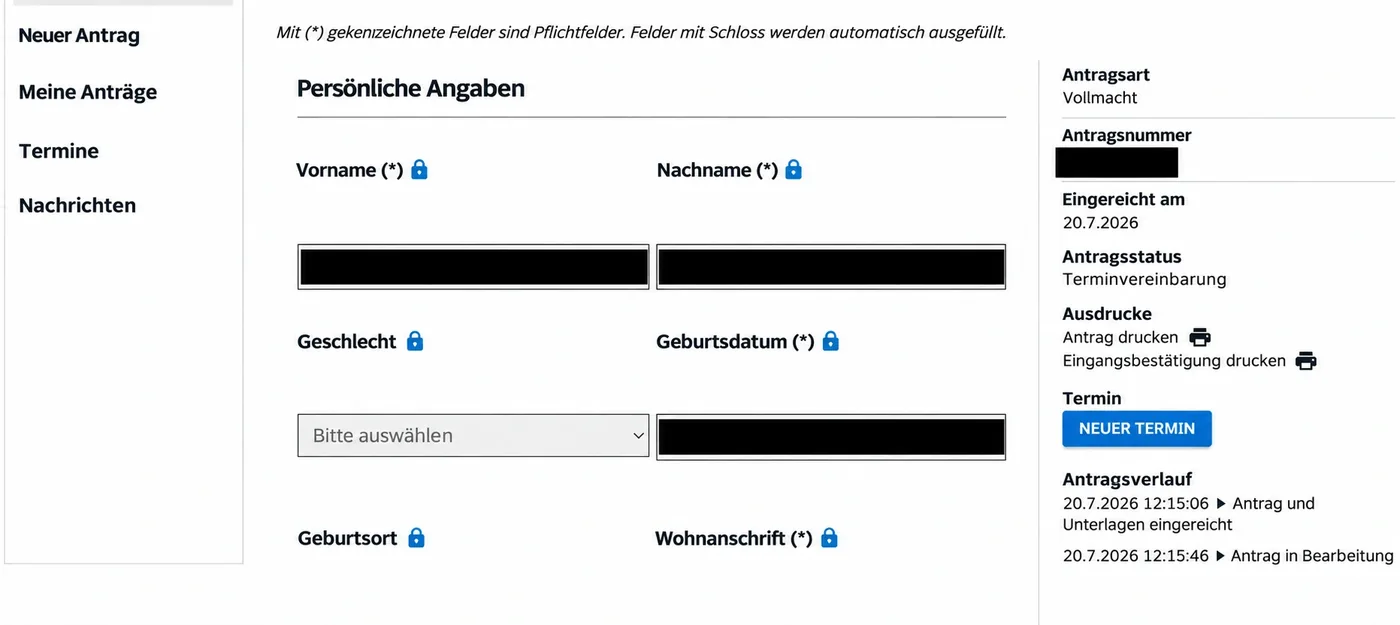 Neuer Antrag
Meine Anträge
Termine
Nachrichten
Mit (*) gekennzeichnete Felder sind Pflichtfelder. Felder mit Schloss werden automatisch ausgefüllt.
Persönliche Angaben
Vorname (*)
Nachname (*)
Geschlecht
Geburtsdatum (*)
Bitte auswählen
Geburtsort
Wohnanschrift (*)
Antragsart
Vollmacht
Antragsnummer
Eingereicht am
20.7.2026
Antragsstatus
Terminvereinbarung
Ausdrucke
Antrag drucken
Eingangsbestätigung drucken
Termin
NEUER TERMIN
Antragsverlauf
20.7.2026 12:15:06 ▶ Antrag und
Unterlagen eingereicht
20.7.2026 12:15:46 ▶ Antrag in Bearbeitung